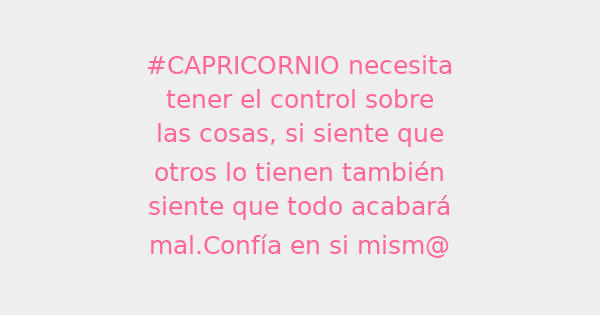 #CAPRICORNIO necesita
tener el control sobre
las cosas, si siente que
otros lo tienen también
siente que todo acabará
mal.Confía en si mism@